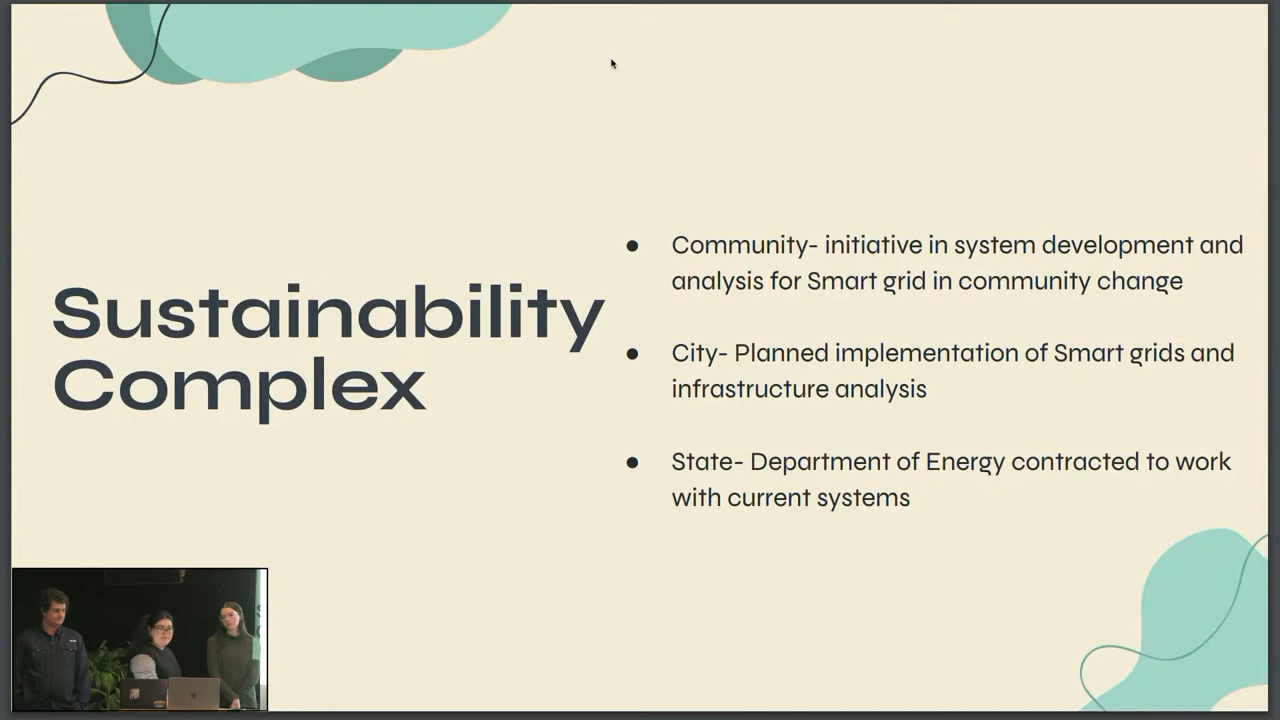 Sustainability
Complex
● Community- initiative in system development and
analysis for Smart grid in community change
● City- Planned implementation of Smart grids and
infrastructure analysis
● State- Department of Energy contracted to work
with current systems